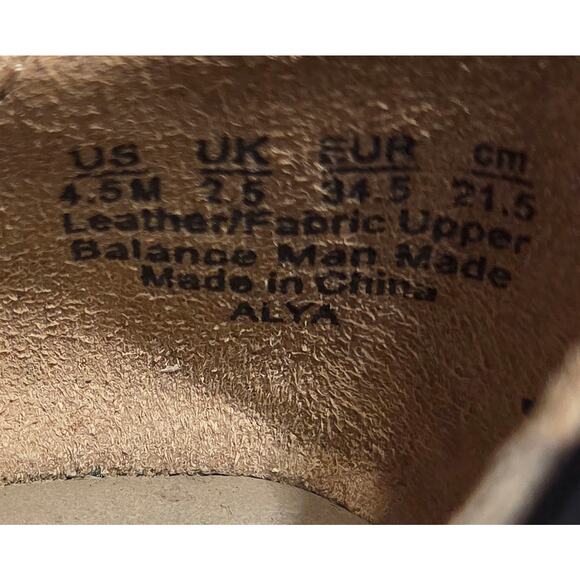 US UK EUR cm
4.5M 2.5 34.5 21.5
Leather/Fabric Upper
Balance Man Made
Made in China
ALYA